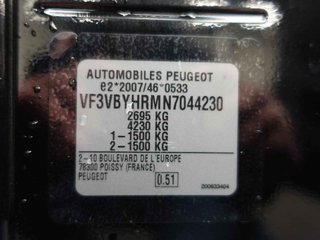 AUTOMOBILES PEUGEOT
e2*2007/46*0533
VF3VBYHRMN7044230
2695 KG
4230 KG
1-1500 KG
2-1500 KG
2-10 BOULEVARD DE L'EUROPE
78300 POISSY (FRANCE)
PEUGEOT 0.51
200833404